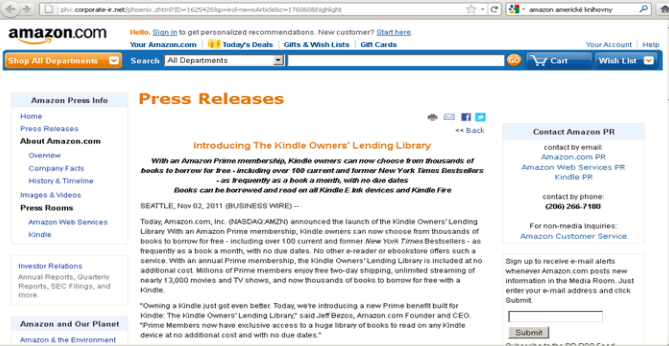 phx.corporate-ir.net/phoenix.zhtml?ID=1625426&p=irol-newsArticle&c=176060&highlight
amazon americké knihovny
amazon.com
Hello. Sign in to get personalized recommendations. New customer? Start here.
Your Amazon.com Today's Deals Gifts & Wish Lists Gift Cards
Your Account Help
Shop All Departments Search All Departments GO Cart Wish List
Amazon Press Info
Home
Press Releases
About Amazon.com
Overview
Company Facts
History & Timeline
Images & Videos
Press Rooms
Amazon Web Services
Kindle
Investor Relations
Annual Reports, Quarterly
Reports, SEC Filings, and
more.
Amazon and Our Planet
Amazon & the Environment
Press Releases
<< Back
Introducing The Kindle Owners' Lending Library
With an Amazon Prime membership, Kindle owners can now choose from thousands of
books to borrow for free - including over 100 current and former New York Times Bestsellers
- as frequently as a book a month, with no due dates
Books can be borrowed and read on all Kindle E Ink devices and Kindle Fire
SEATTLE, Nov 02, 2011 (BUSINESS WIRE) --
Today, Amazon.com, Inc. (NASDAQ:AMZN) announced the launch of the Kindle Owners' Lending
Library. With an Amazon Prime membership, Kindle owners can now choose from thousands of
books to borrow for free - including over 100 current and former New York Times Bestsellers - as
frequently as a book a month, with no due dates. No other e-reader or ebookstore offers such a
service. With an annual Prime membership, the Kindle Owners' Lending Library is included at no
additional cost. Millions of Prime members enjoy free two-day shipping, unlimited streaming of
nearly 13,000 movies and TV shows, and now thousands of books to borrow for free with a
Kindle.
"Owning a Kindle just got even better. Today, we're introducing a new Prime benefit built for
Kindle: The Kindle Owners' Lending Library," said Jeff Bezos, Amazon.com Founder and CEO.
"Prime Members now have exclusive access to a huge library of books to read on any Kindle
device at no additional cost and with no due dates."
Contact Amazon PR
contact by email:
Amazon.com PR
Amazon Web Services PR
Kindle PR
contact by phone:
(206) 266-7180
For non-media Inquiries:
Amazon Customer Service
Sign up to receive e-mail alerts
whenever Amazon.com posts new
information in the Media Room. Just
enter your e-mail address and click
Submit.
Submit